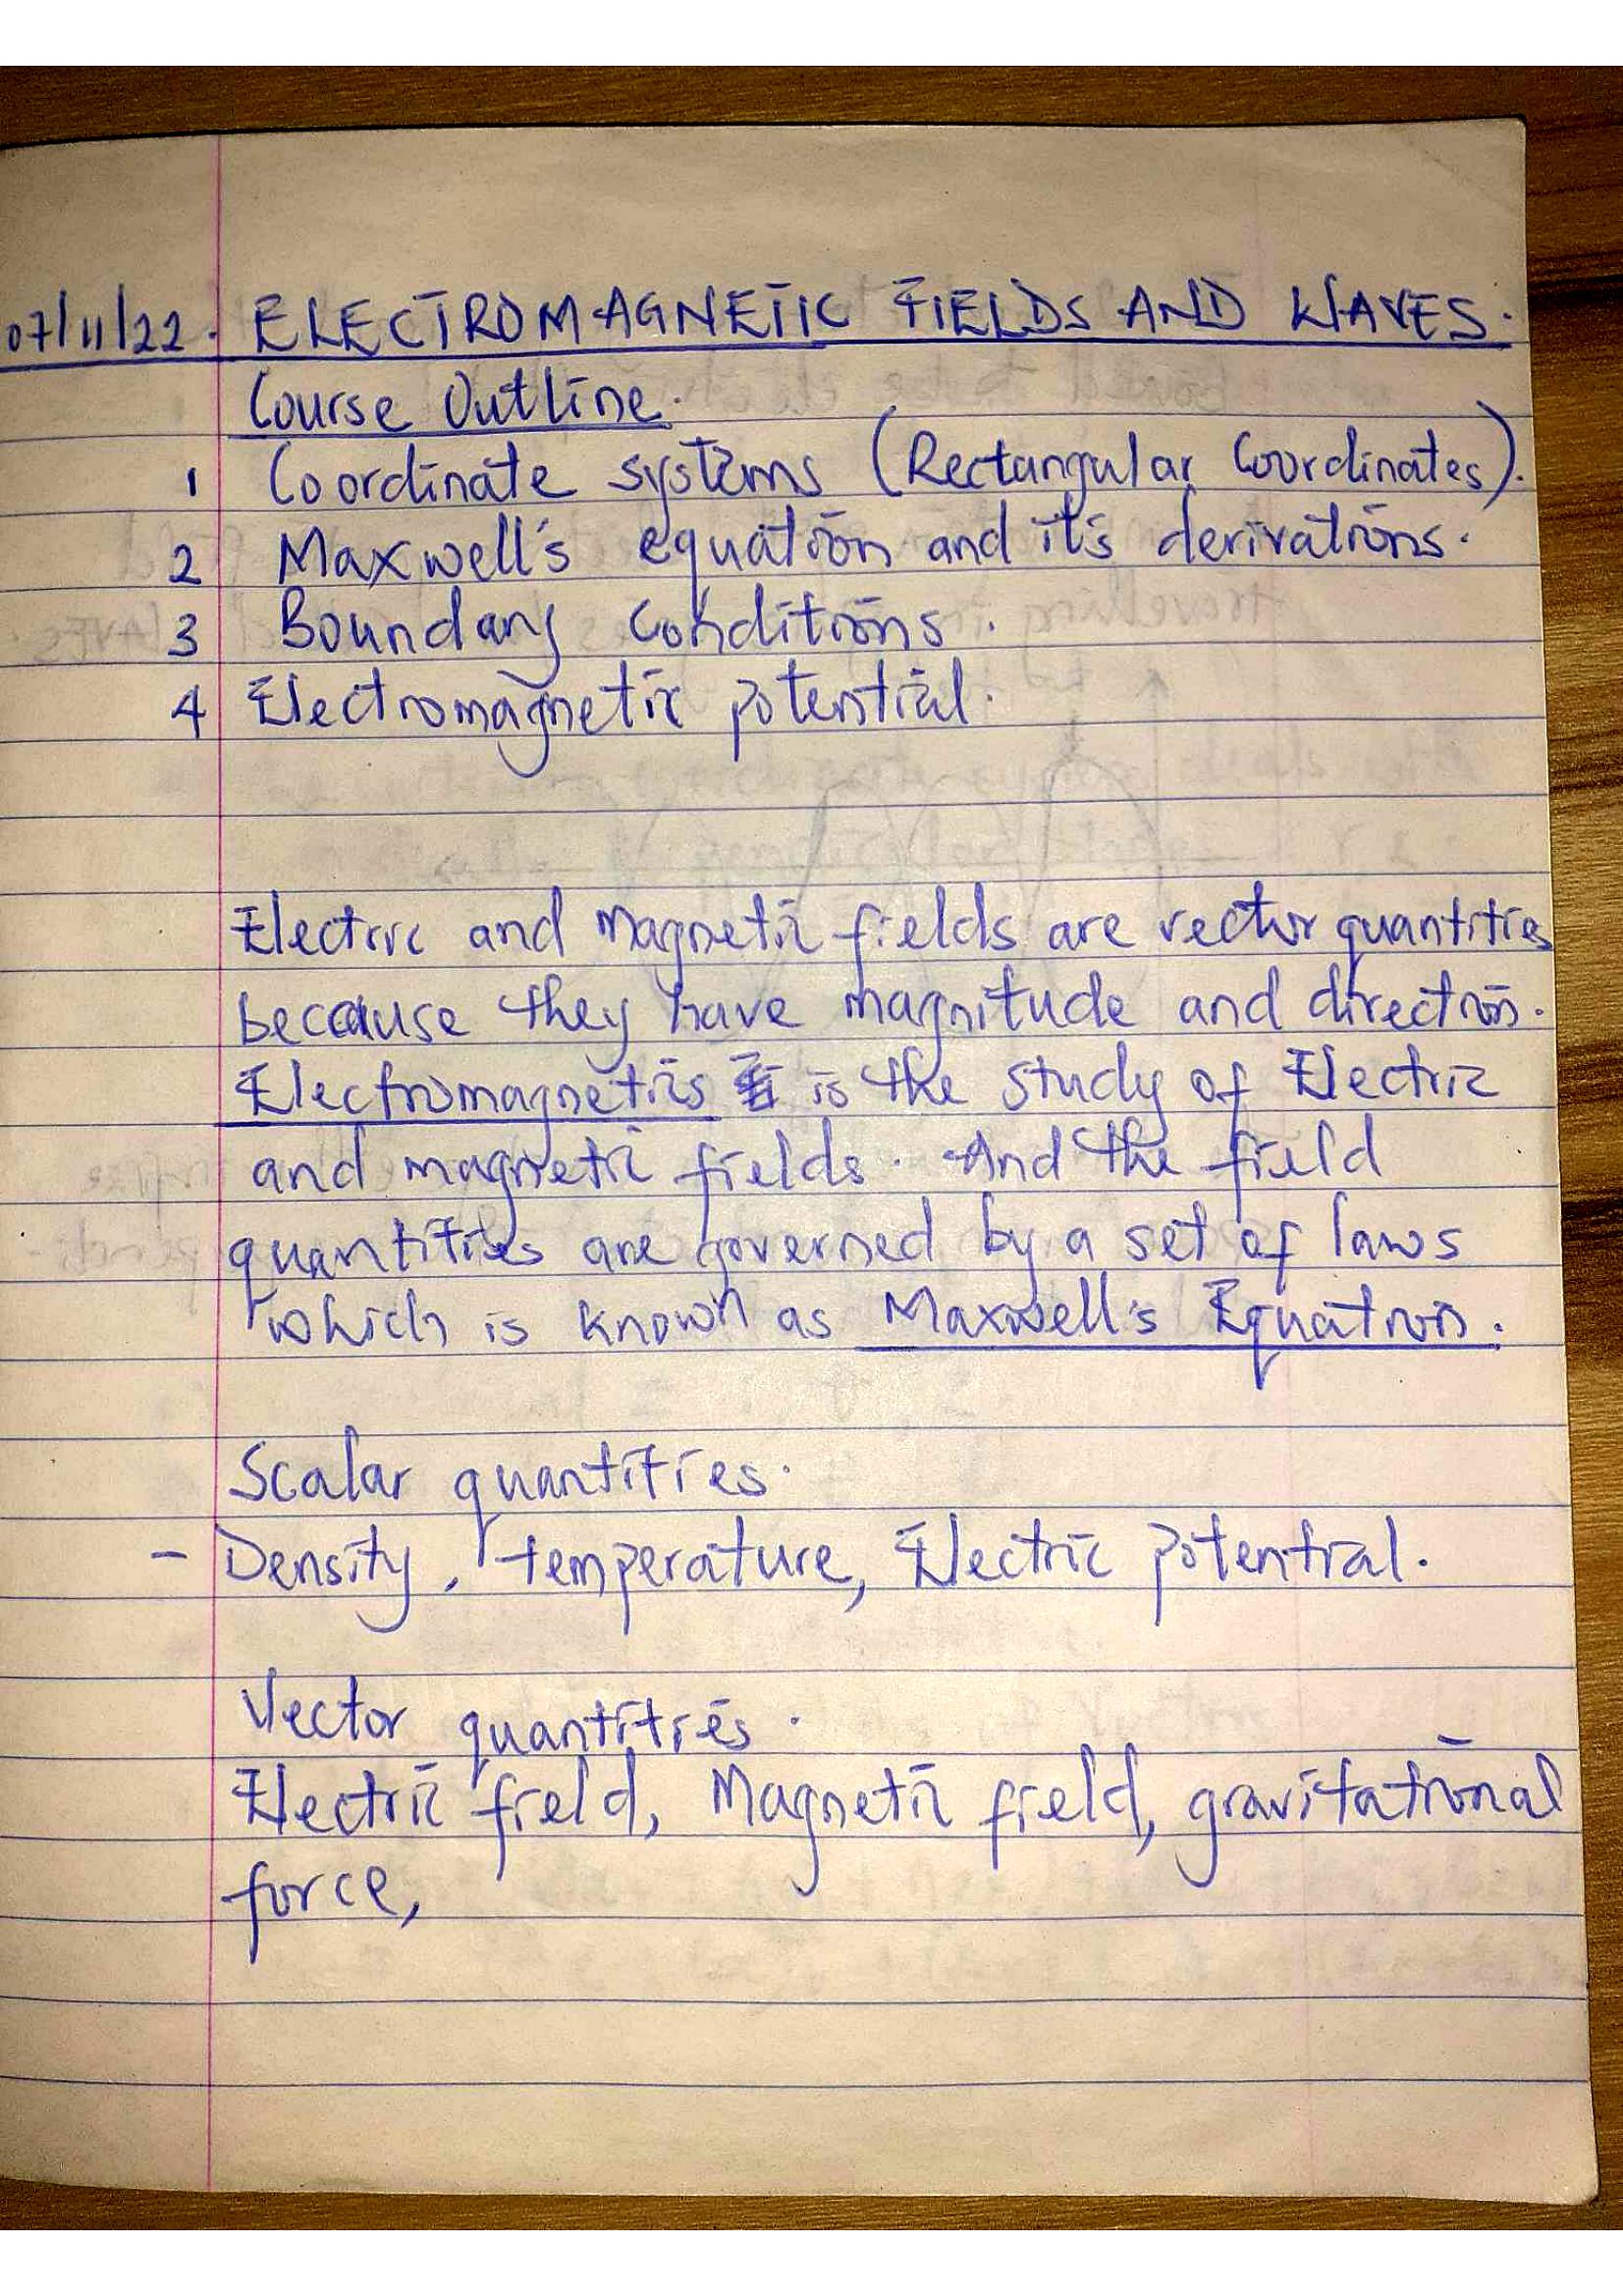 07/11/22. ELECTROMAGNETIC FIELDS AND WAVES.
Course Outline.
1 Coordinate systems (Rectangular Coordinates).
2 Maxwell's equation and it's derivations.
3 Boundary Conditions.
4 Electromagnetic potential.
Electric and Magnetic fields are vector quantities
because they have magnitude and direction.
Electromagnetics is the study of Electric
and magnetic fields. And the field
quantities are governed by a set of laws
which is known as Maxwell's Equation.
Scalar quantities.
- Density, temperature, Electric potential.
Vector quantities.
Electric field, Magnetic field, gravitational
force,